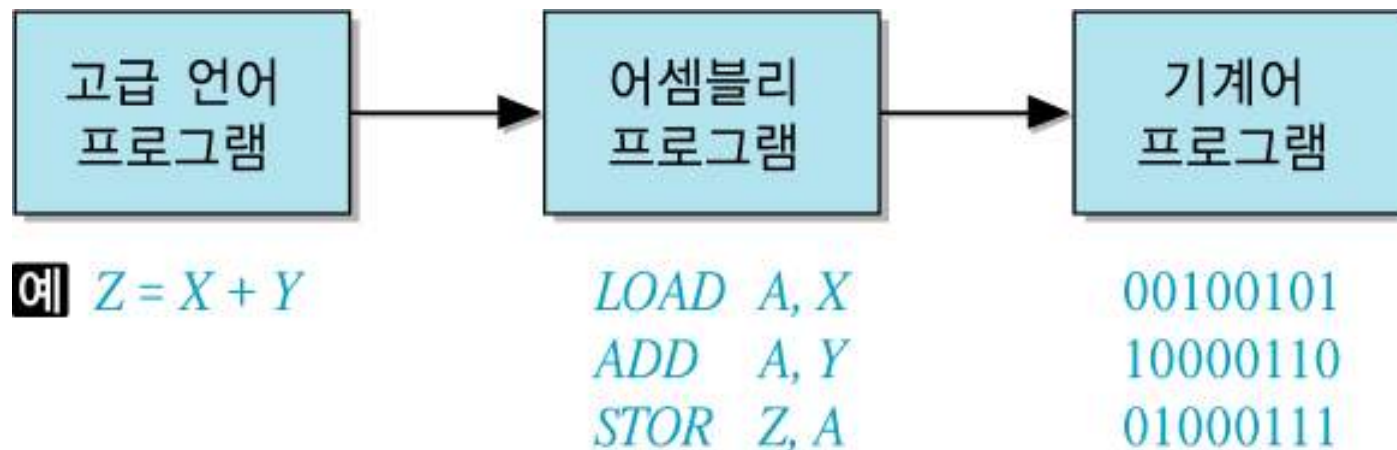 고급 언어
프로그램
어셈블리
프로그램
기계어
프로그램
예 Z = X + Y
LOAD A, X
ADD A, Y
STOR Z, A
00100101
10000110
01000111